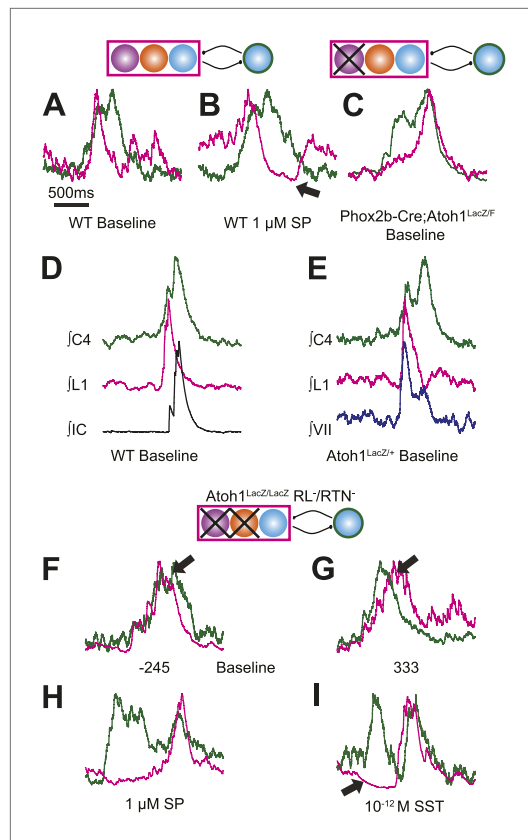 A
B
C
500ms
WT Baseline
WT 1 µM SP
Phox2b-Cre;Atoh1LacZ/F
Baseline
D
E
∫C4
∫L1
∫IC
WT Baseline
∫C4
∫L1
∫VII
Atoh1LacZ/+ Baseline
Atoh1LacZ/LacZ RL-/RTN-
F
G
-245
Baseline
333
H
I
1 µM SP
10-12 M SST